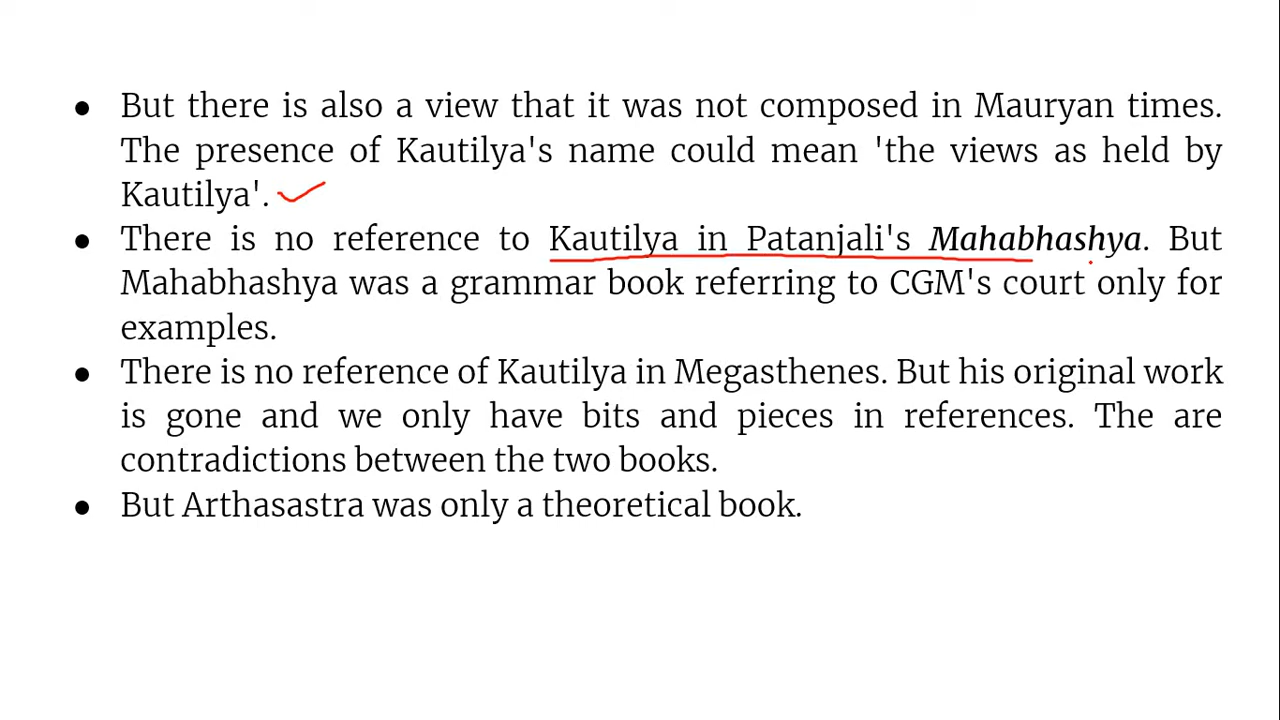 ● But there is also a view that it was not composed in Mauryan times.
The presence of Kautilya's name could mean 'the views as held by
Kautilya'.
● There is no reference to Kautilya in Patanjali's Mahabhashya. But
Mahabhashya was a grammar book referring to CGM's court only for
examples.
● There is no reference of Kautilya in Megasthenes. But his original work
is gone and we only have bits and pieces in references. The are
contradictions between the two books.
● But Arthasastra was only a theoretical book.